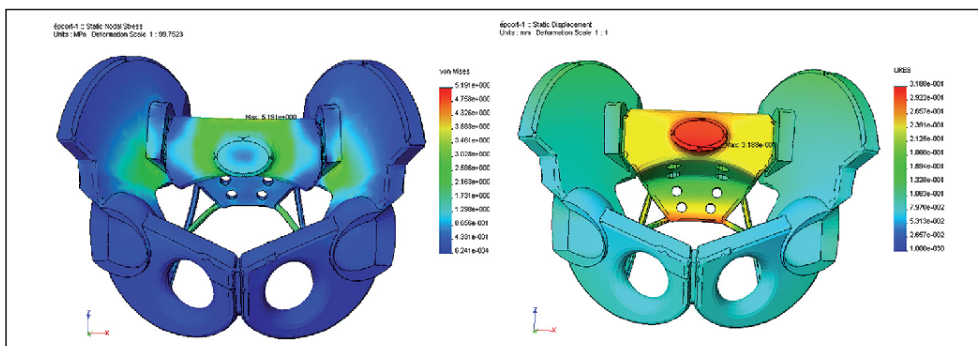 épcort-1 :: Static Nodal Stress
Units : MPa Deformation Scale 1 : 99.7523
von Mises
5.191e+000
4.758e+000
4.326e+000
3.893e+000
3.461e+000
3.028e+000
2.596e+000
2.163e+000
1.731e+000
1.298e+000
8.656e-001
4.331e-001
6.241e-004
Max. 5.191e+000
Z
X
épcort-1 :: Static Displacement
Units : mm Deformation Scale 1 : 1
URES
3.188e-001
2.922e-001
2.657e-001
2.391e-001
2.125e-001
1.860e-001
1.594e-001
1.328e-001
1.063e-001
7.970e-002
5.313e-002
2.657e-002
1.000e-030
Max. 3.188e-001
Z
X